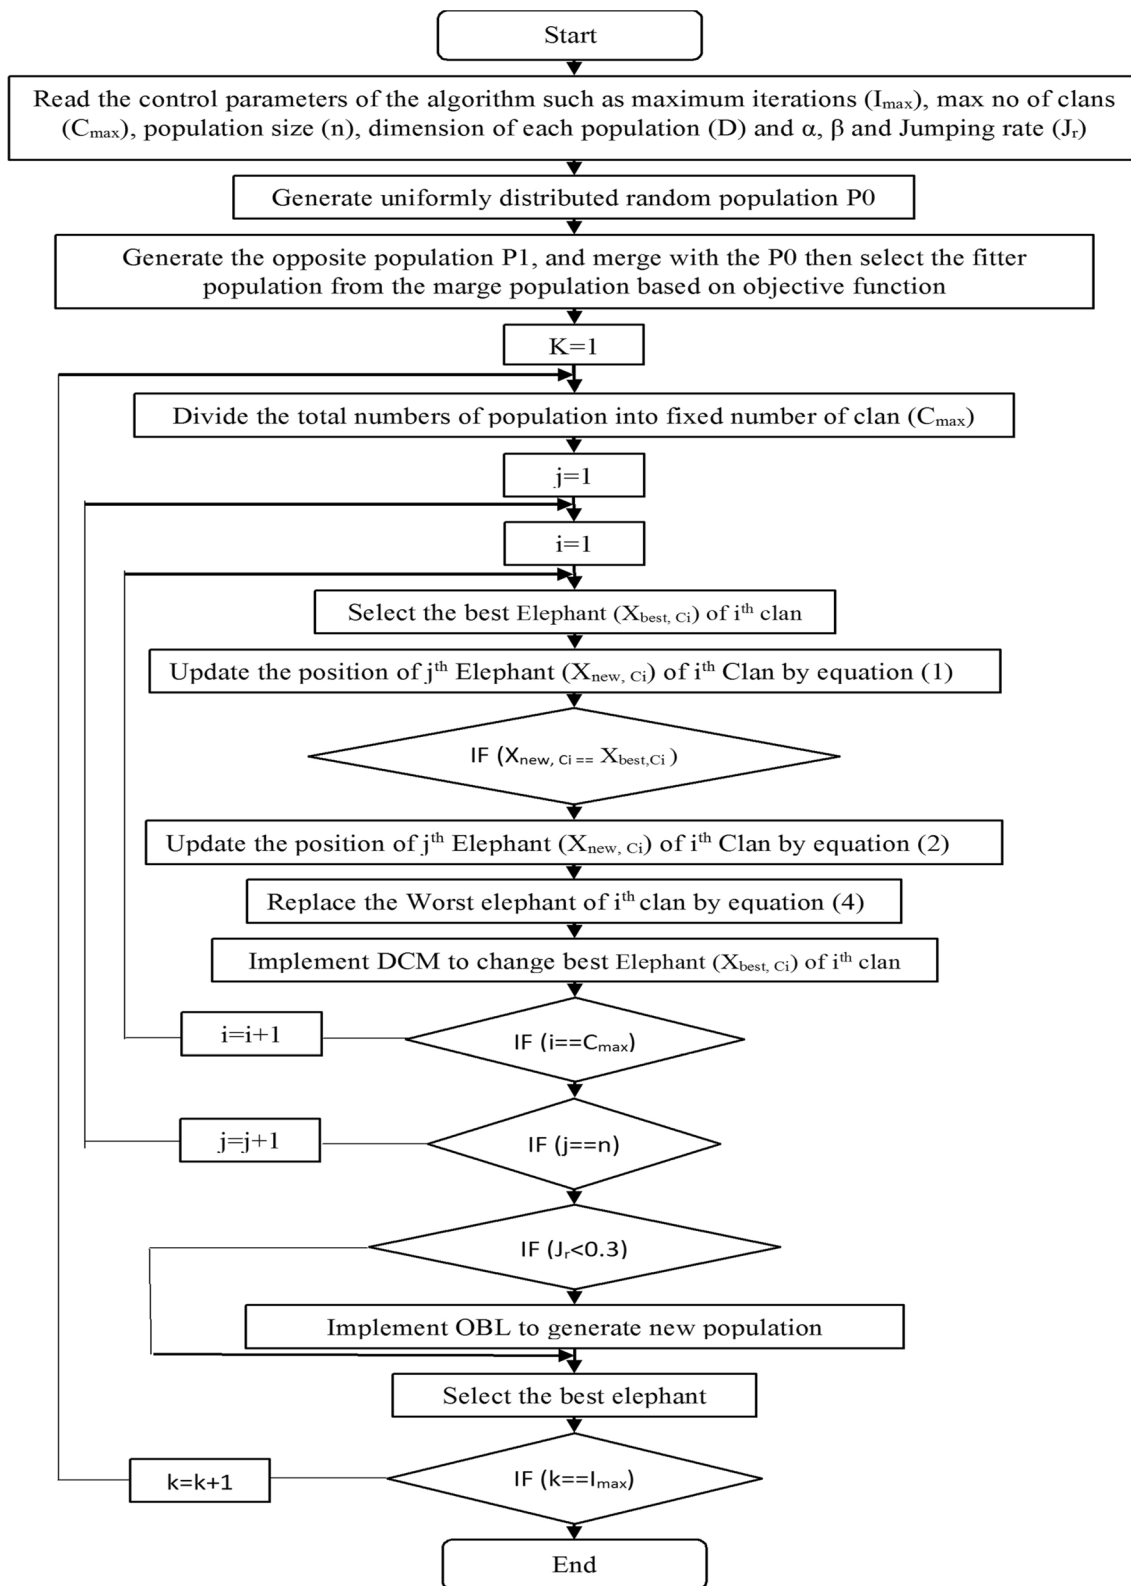 Start
Read the control parameters of the algorithm such as maximum iterations (Imax), max no of clans
(Cmax), population size (n), dimension of each population (D) and α, β and Jumping rate (Jr)
Generate uniformly distributed random population P0
Generate the opposite population P1, and merge with the P0 then select the fitter
population from the marge population based on objective function
K=1
Divide the total numbers of population into fixed number of clan (Cmax)
j=1
i=1
Select the best Elephant (Xbest, Ci) of ith clan
Update the position of jth Elephant (Xnew, Ci) of ith Clan by equation (1)
IF (Xnew, Ci == Xbest,Ci)
Update the position of jth Elephant (Xnew, Ci) of ith Clan by equation (2)
Replace the Worst elephant of ith clan by equation (4)
Implement DCM to change best Elephant (Xbest, Ci) of ith clan
i=i+1
IF (i==Cmax)
j=j+1
IF (j==n)
IF (Jr<0.3)
Implement OBL to generate new population
Select the best elephant
k=k+1
IF (k==Imax)
End